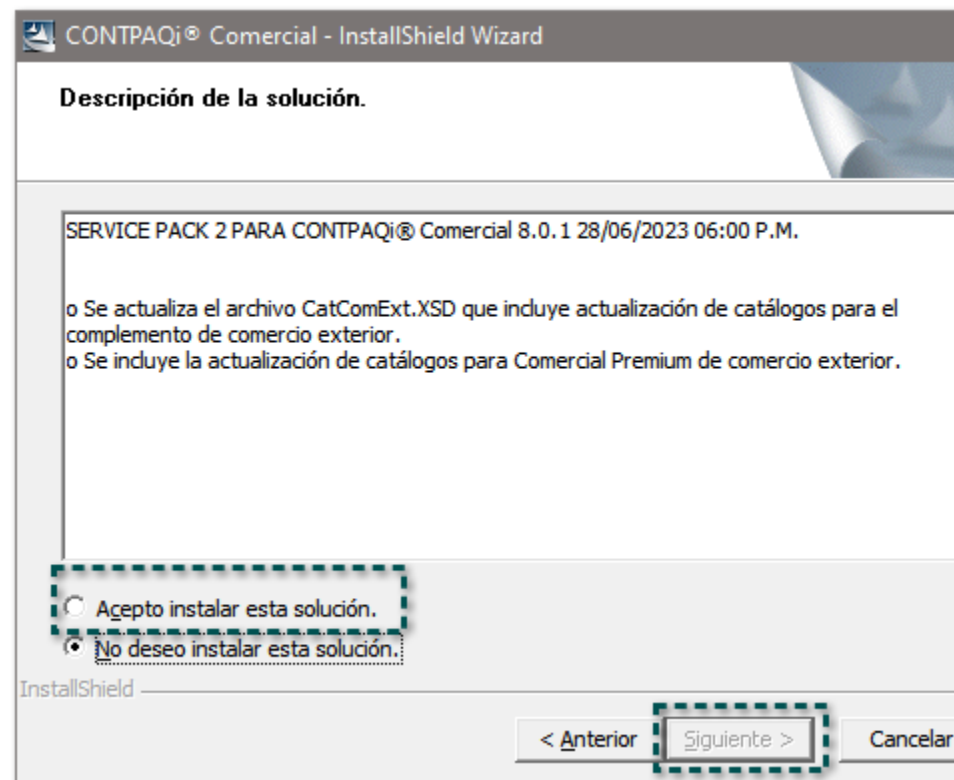 CONTPAQi® Comercial - InstallShield Wizard
Descripción de la solución.
SERVICE PACK 2 PARA CONTPAQi® Comercial 8.0.1 28/06/2023 06:00 P.M.
o Se actualiza el archivo CatComExt.XSD que incluye actualización de catálogos para el
complemento de comercio exterior.
o Se incluye la actualización de catálogos para Comercial Premium de comercio exterior.
Acepto instalar esta solución.
No deseo instalar esta solución.
InstallShield
< Anterior Siguiente > Cancelar